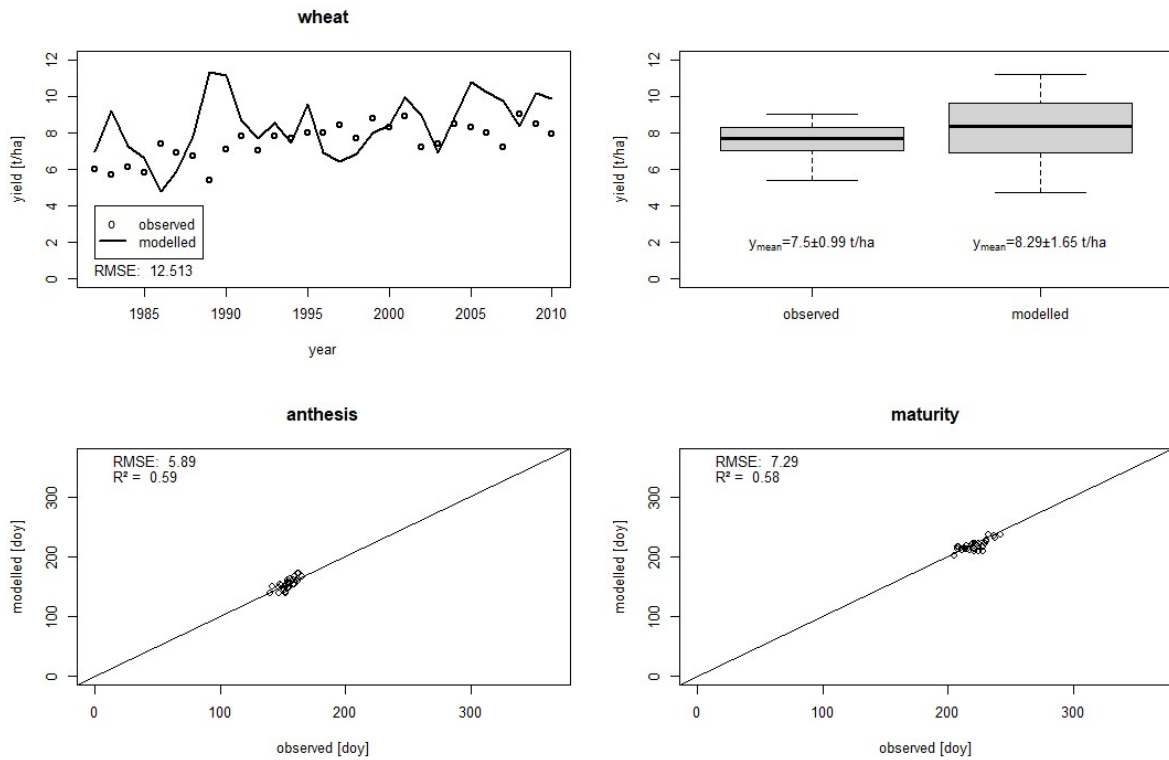 wheat
yield [t/ha]
12
10
8
6
4
2
0
observed
modelled
RMSE: 12.513
1985 1990 1995 2000 2005 2010
year
yield [t/ha]
12
10
8
6
4
2
0
ymean=7.5±0.99 t/ha ymean=8.29±1.65 t/ha
observed modelled
anthesis
modelled [doy]
300
200
100
0
RMSE: 5.89
R² = 0.59
0 100 200 300
observed [doy]
maturity
modelled [doy]
300
200
100
0
RMSE: 7.29
R² = 0.58
0 100 200 300
observed [doy]